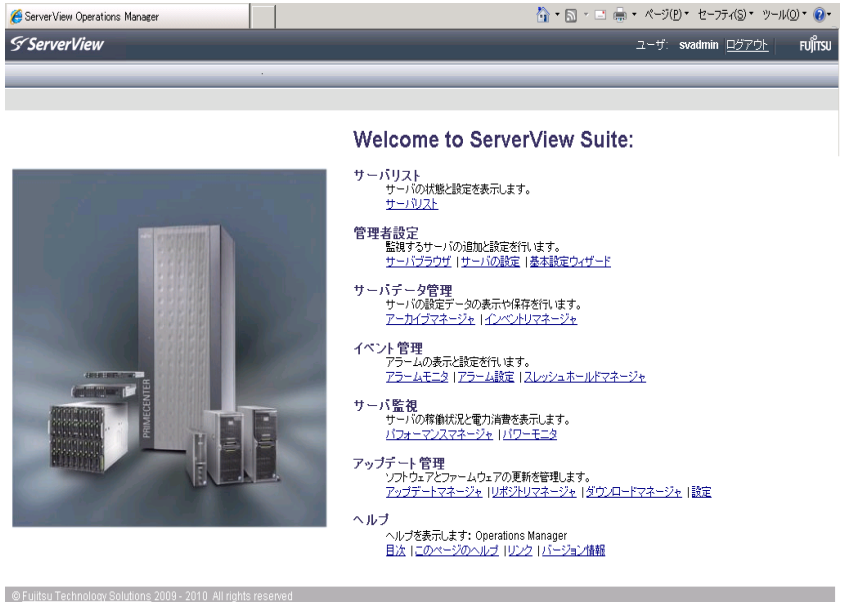 ServerView Operations Manager
ページ(P) セーフティ(S) ツール(O)
ServerView
ユーザ: svadmin ログアウト FUJITSU
Welcome to ServerView Suite:
サーバリスト
サーバの状態と設定を表示します。
サーバリスト
管理者設定
監視するサーバの追加と設定を行います。
サーバブラウザ | サーバの設定 | 基本設定ウィザード
サーバデータ管理
サーバの設定データの表示や保存を行います。
アーカイブマネージャ | インベントリマネージャ
イベント管理
アラームの表示と設定を行います。
アラームモニタ | アラーム設定 | スレッシュホールドマネージャ
サーバ監視
サーバの稼働状況と電力消費を表示します。
パフォーマンスマネージャ | パワーモニタ
アップデート管理
ソフトウェアとファームウェアの更新を管理します。
アップデートマネージャ | リポジトリマネージャ | ダウンロードマネージャ | 設定
ヘルプ
ヘルプを表示します: Operations Manager
目次 | このページのヘルプ | リンク | バージョン情報
PRIMECENTER
© Fujitsu Technology Solutions 2009 - 2010 All rights reserved